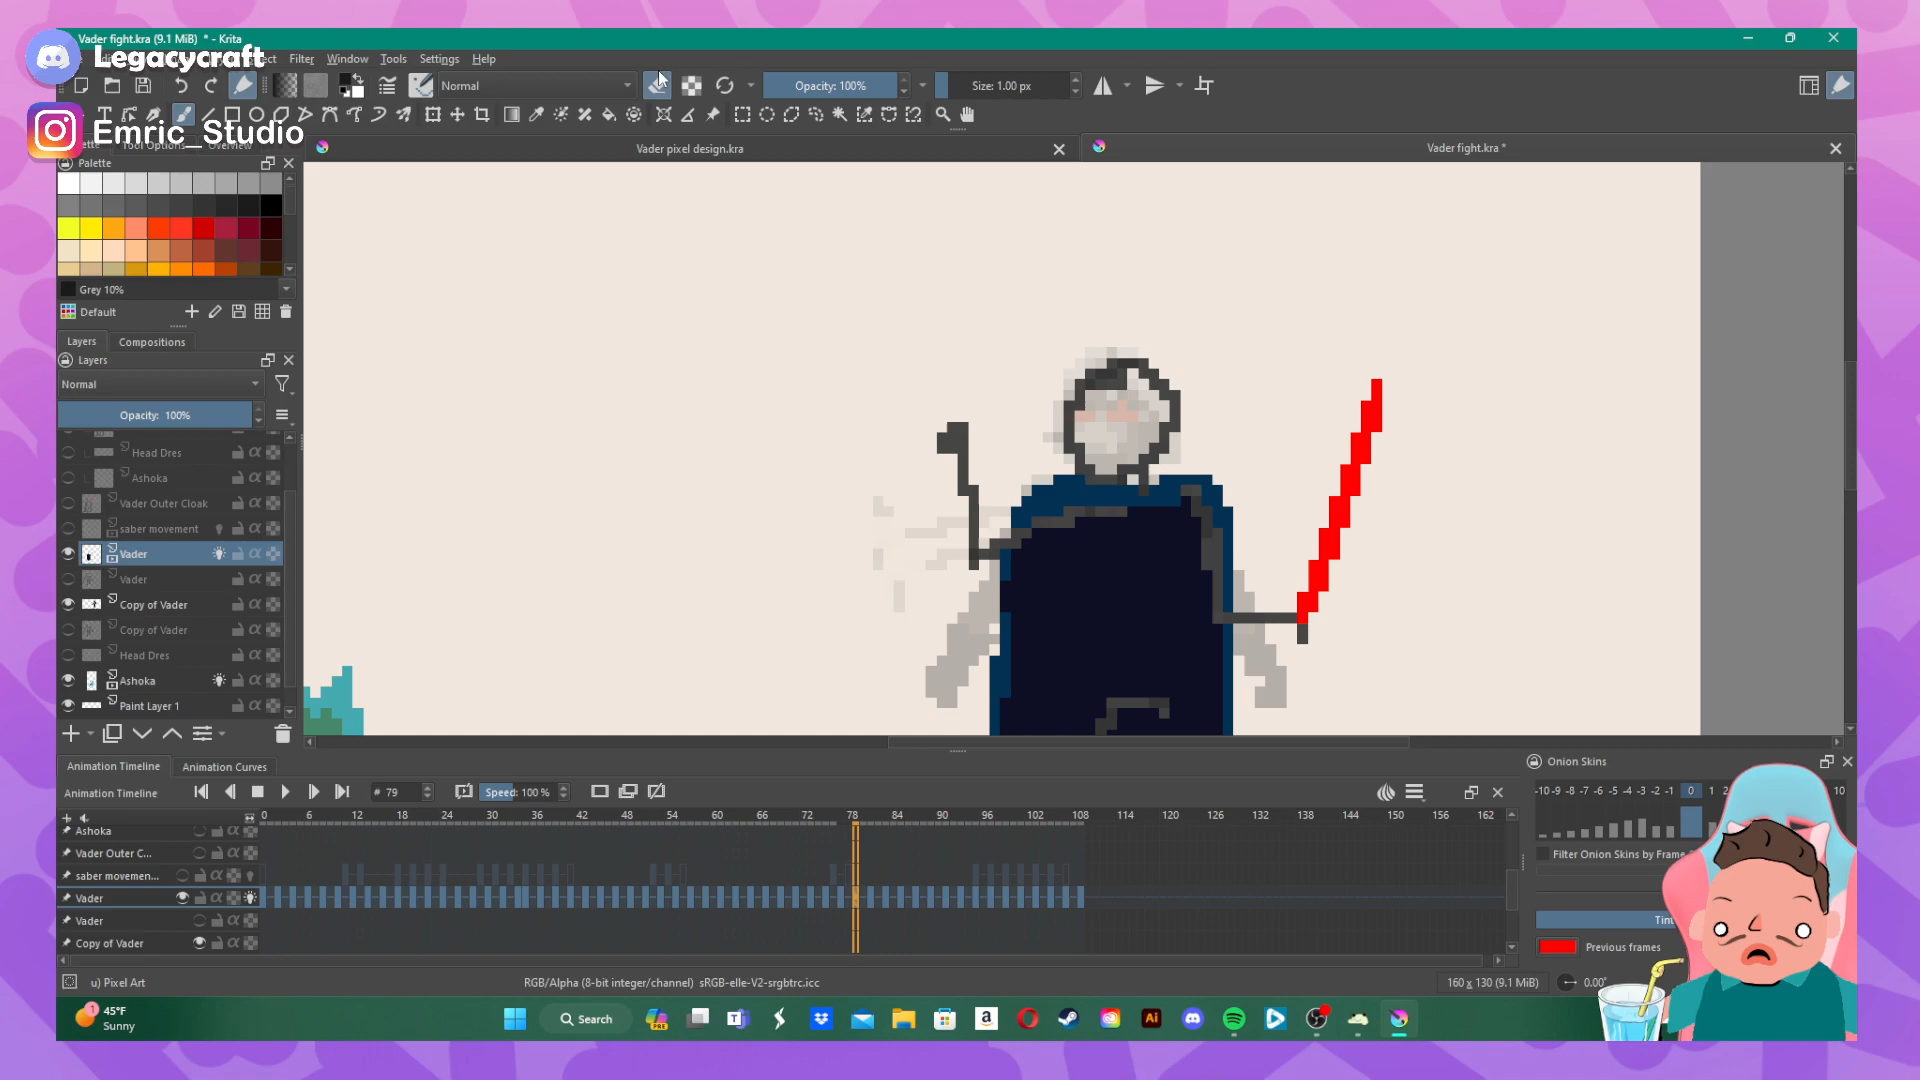 Vader fight.kra (9.1 MiB) * - Krita
Legacycraft
Filter Window Tools Settings Help
Normal
Opacity: 100%
Size: 1.00 px
Emric_Studio
Tool Options Overview
Vader pixel design.kra
Vader fight.kra *
Palette
Grey 10%
Default
Layers Compositions
Layers
Normal
Opacity: 100%
Head Dres
Ashoka
Vader Outer Cloak
saber movement
Vader
Vader
Copy of Vader
Copy of Vader
Head Dres
Ashoka
Paint Layer 1
Animation Timeline Animation Curves
Onion Skins
Animation Timeline
# 79
Speed: 100 %
-10 -9 -8 -7 -6 -5 -4 -3 -2 -1 0 1 2 10
0 6 12 18 24 30 36 42 48 54 60 66 72 78 84 90 96 102 108 114 120 126 132 138 144 150 156 162
Ashoka
Vader Outer C...
Filter Onion Skins by Frame
saber movemen...
Vader
Vader
Copy of Vader
Previous frames
u) Pixel Art
RGB/Alpha (8-bit integer/channel) sRGB-elle-V2-srgbtrc.icc
160 x 130 (9.1 MiB)
0.00°
1
45°F
Sunny
Search
PRE
Ai